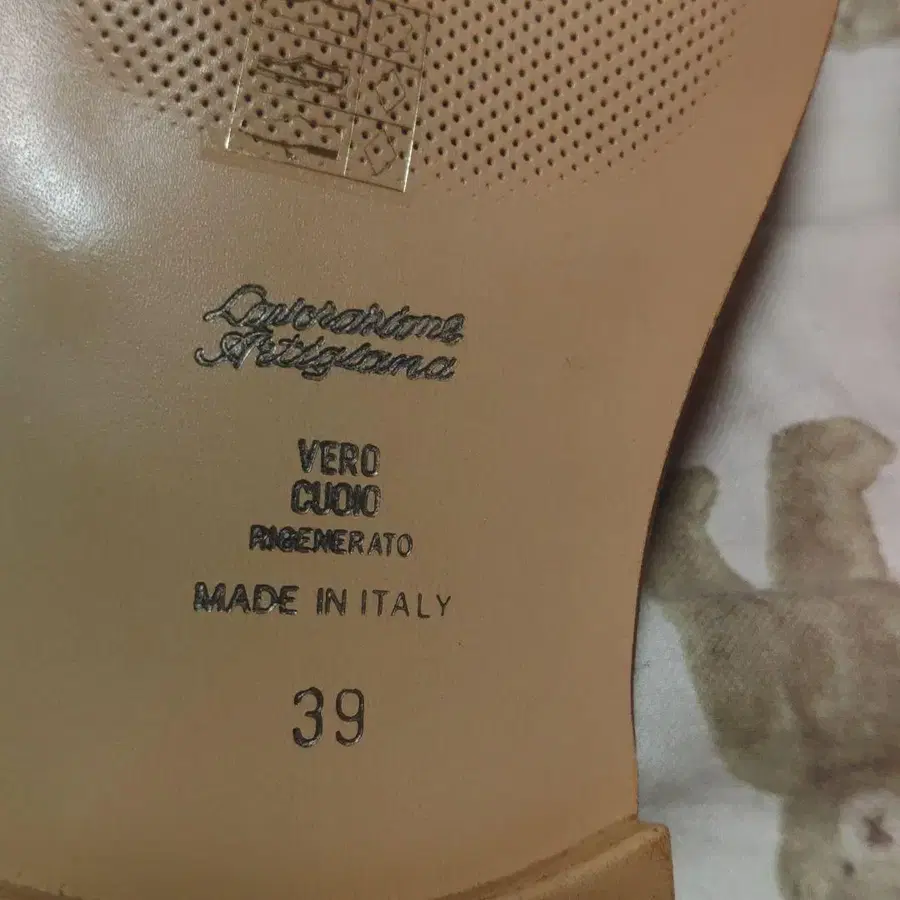 Lavorazione
Artigiana
VERO
CUOIO
RIGENERATO
MADE IN ITALY
39